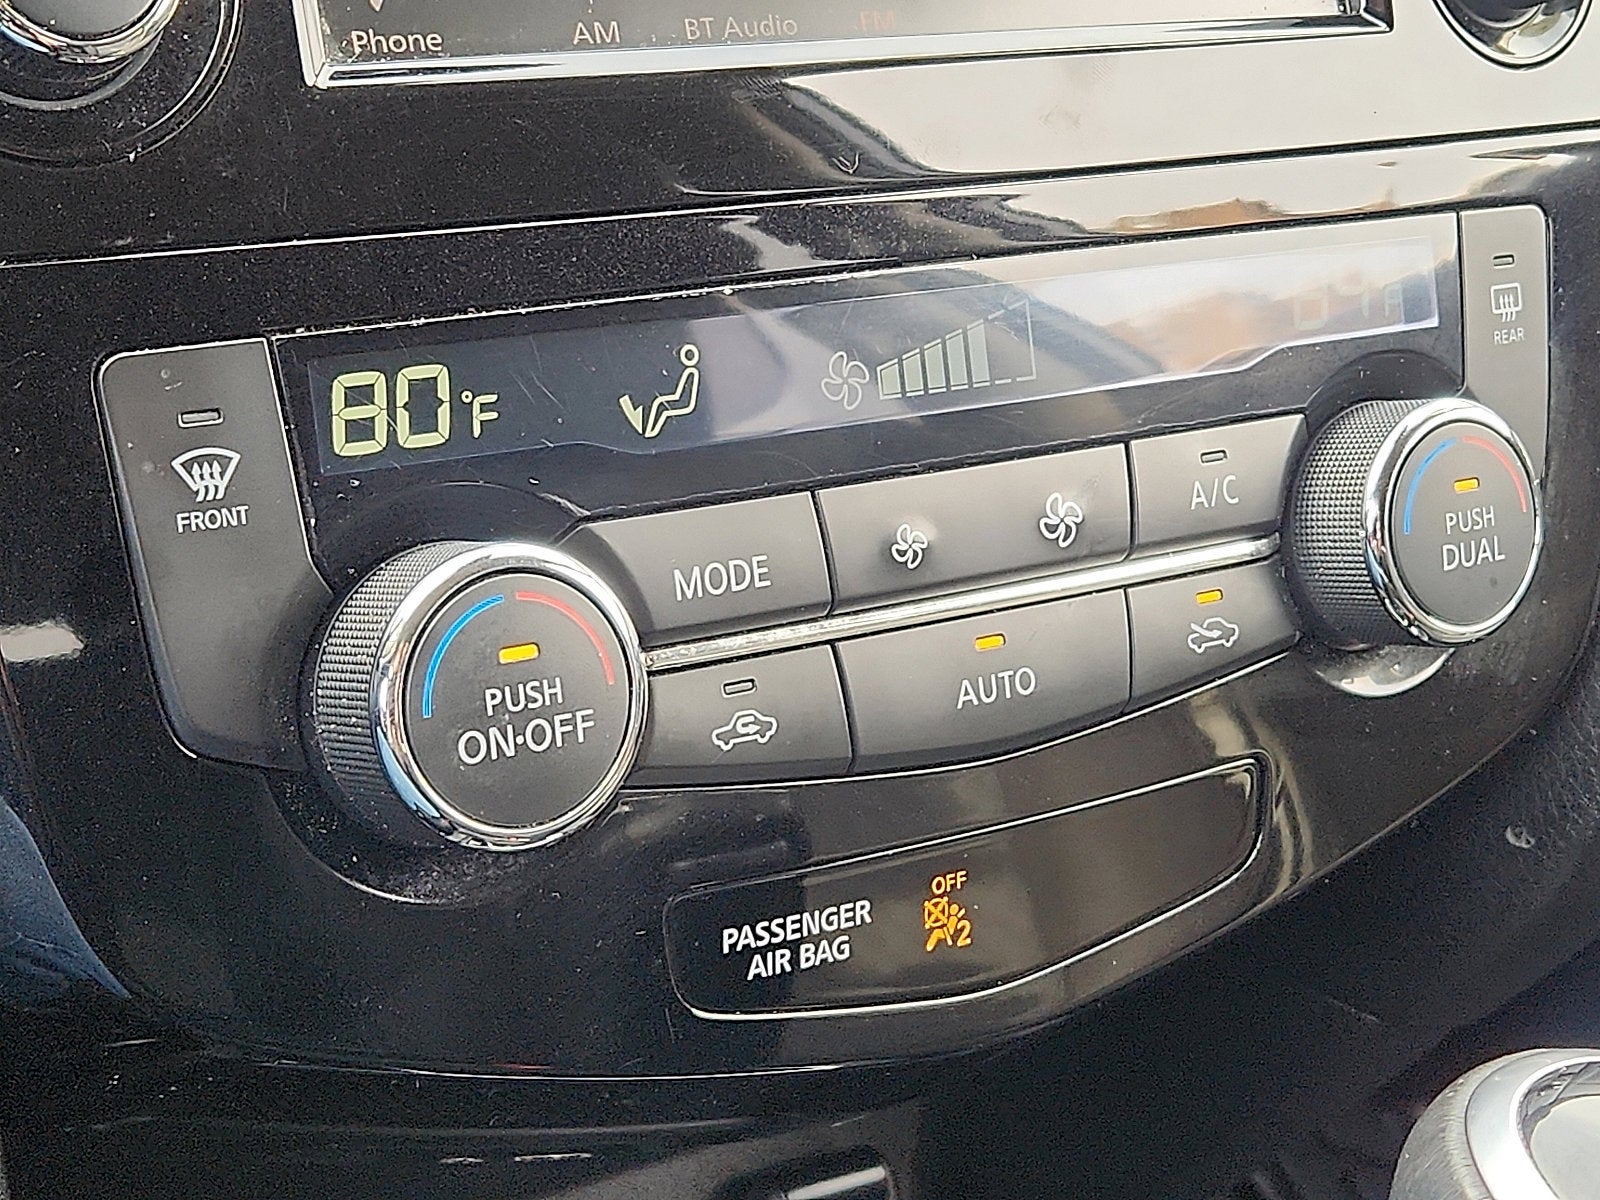 Phone AM BT Audio FM
80°F
REAR
FRONT
MODE
A/C
PUSH
DUAL
PUSH
ON·OFF
AUTO
OFF
PASSENGER
AIR BAG
2